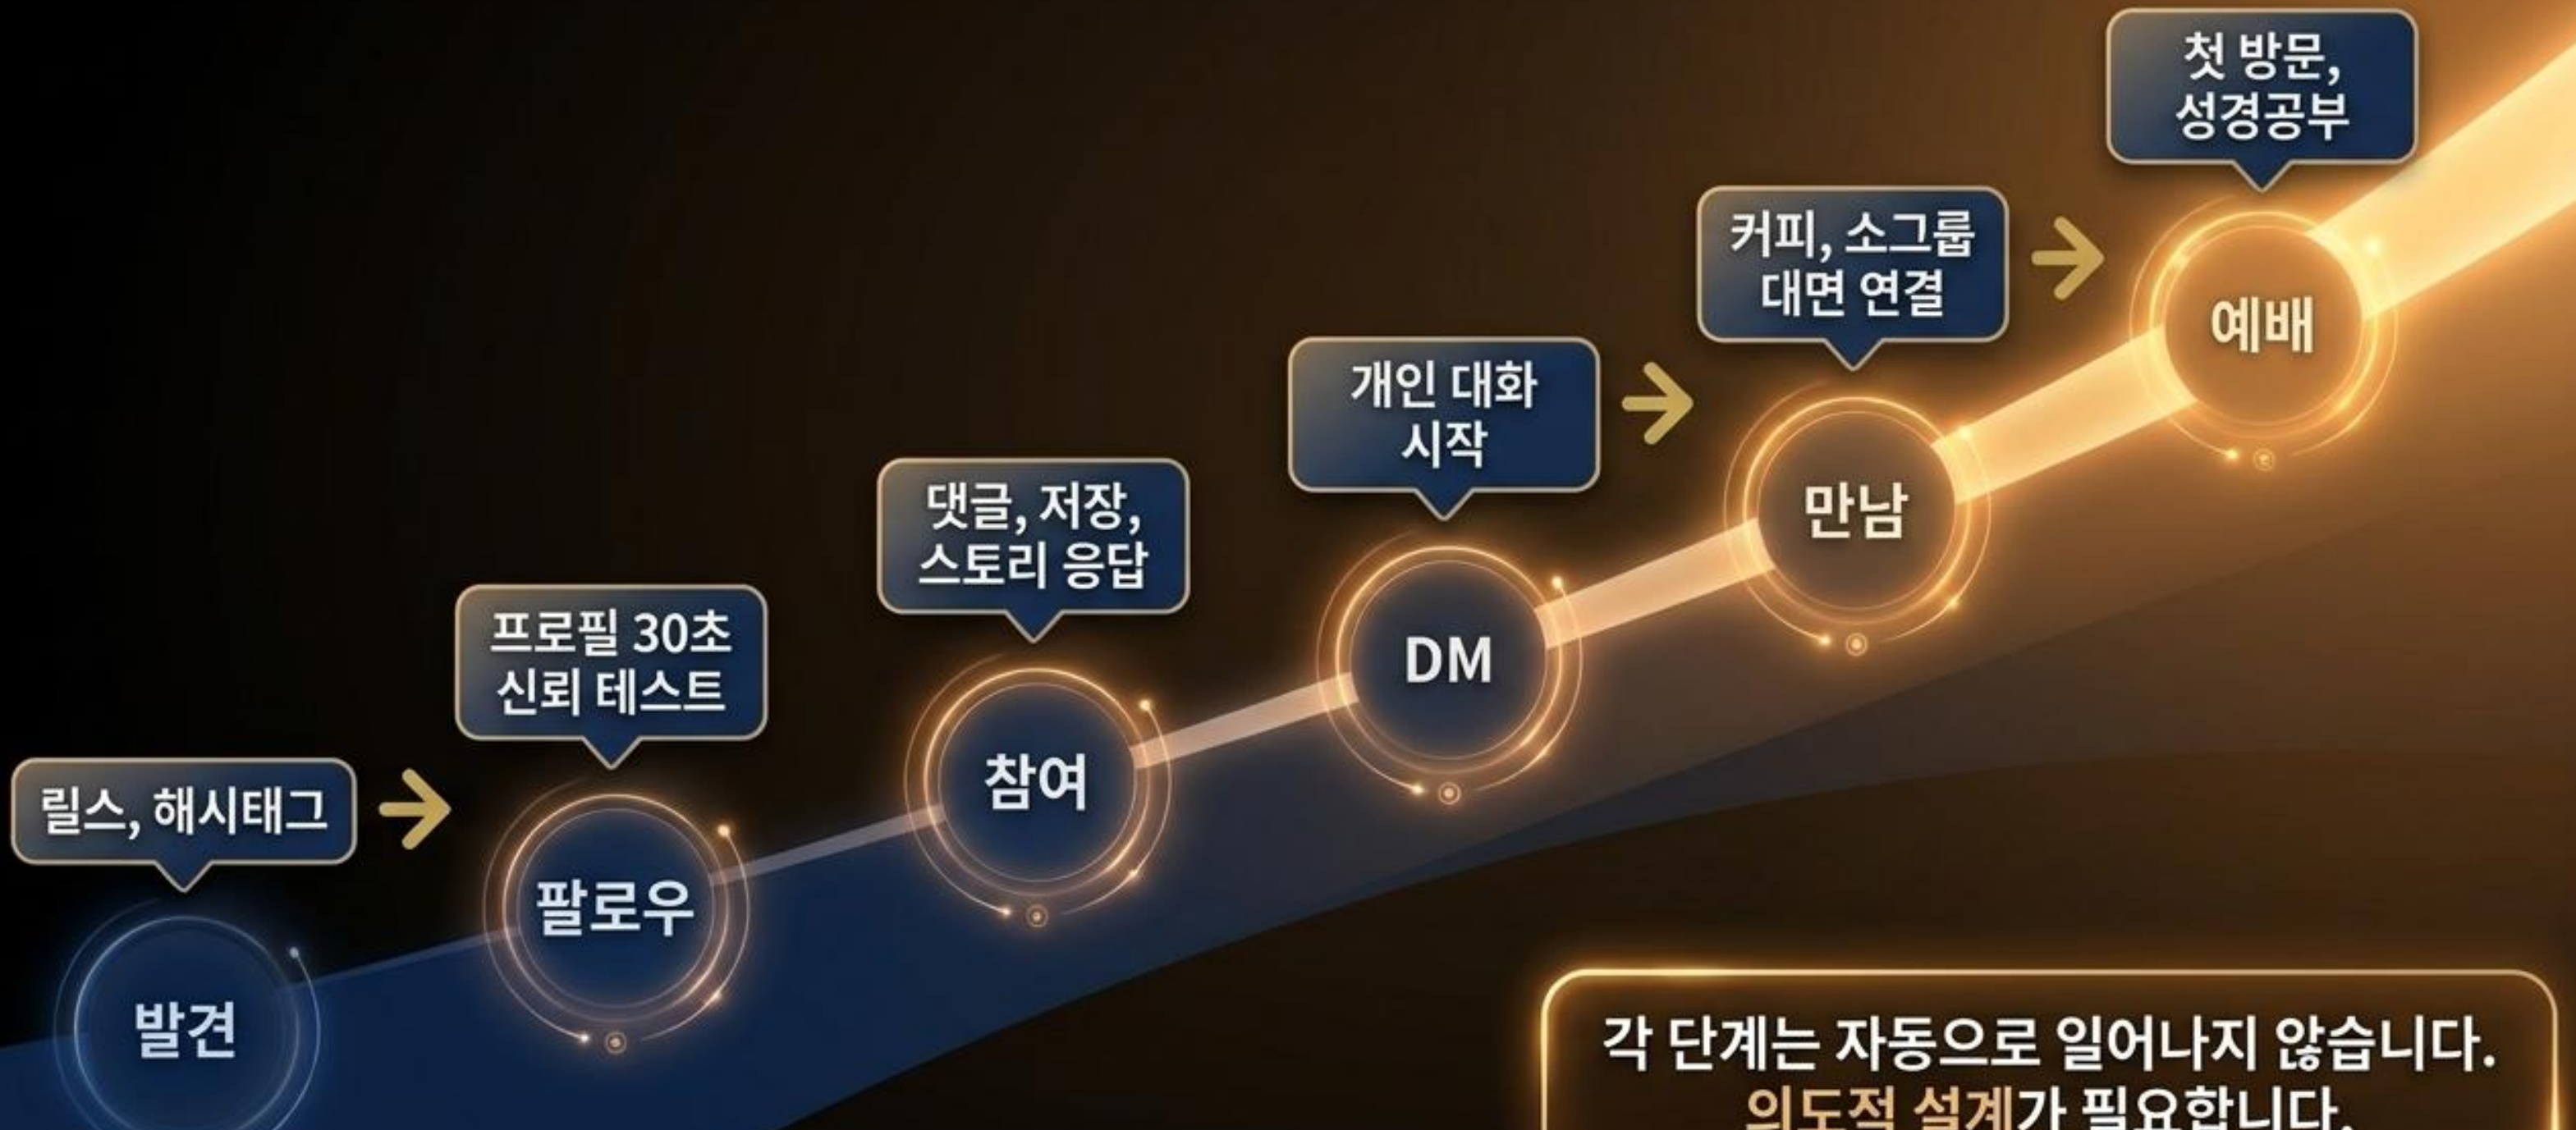 릴스, 해시태그
발견
프로필 30초
신뢰 테스트
팔로우
댓글, 저장,
스토리 응답
참여
개인 대화
시작
DM
커피, 소그룹
대면 연결
만남
첫 방문,
성경공부
예배
각 단계는 자동으로 일어나지 않습니다.
의도적 설계가 필요합니다.